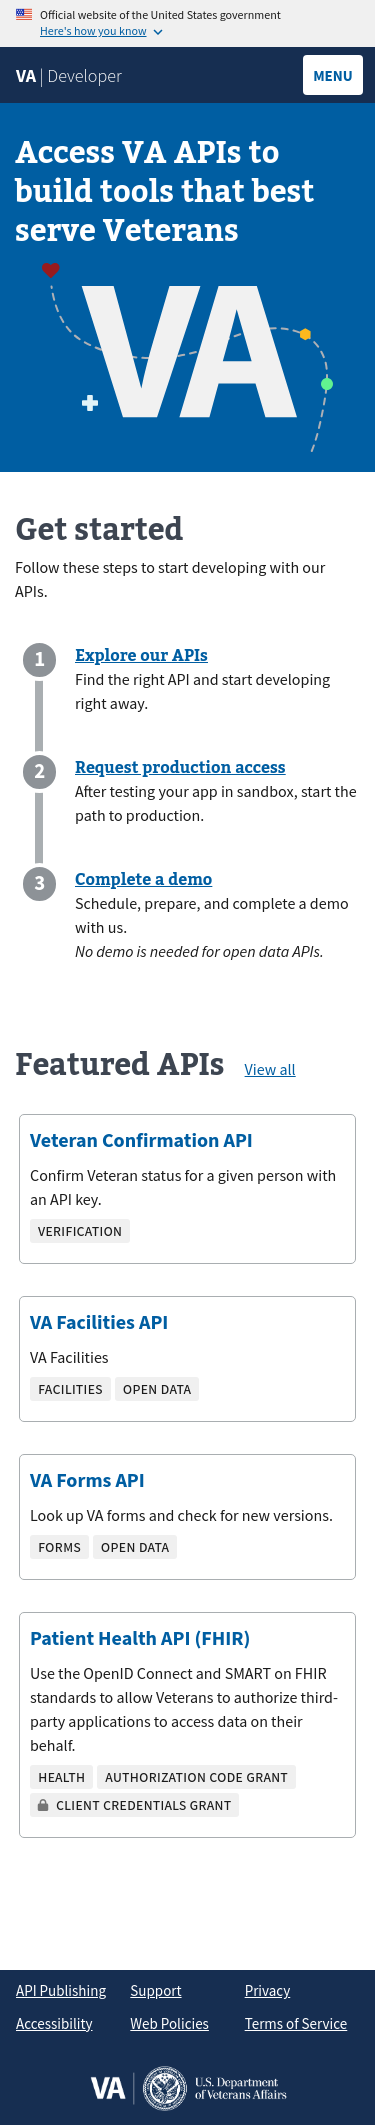 Official website of the United States government
Here's how you know
VA | Developer
MENU
Access VA APIs to
build tools that best
serve Veterans
VA
Get started
Follow these steps to start developing with our
APIs.
1
Explore our APIs
Find the right API and start developing
right away.
2
Request production access
After testing your app in sandbox, start the
path to production.
3
Complete a demo
Schedule, prepare, and complete a demo
with us.
No demo is needed for open data APIs.
Featured APIs View all
Veteran Confirmation API
Confirm Veteran status for a given person with
an API key.
VERIFICATION
VA Facilities API
VA Facilities
FACILITIES OPEN DATA
VA Forms API
Look up VA forms and check for new versions.
FORMS OPEN DATA
Patient Health API (FHIR)
Use the OpenID Connect and SMART on FHIR
standards to allow Veterans to authorize third-
party applications to access data on their
behalf.
HEALTH AUTHORIZATION CODE GRANT
CLIENT CREDENTIALS GRANT
API Publishing Support Privacy
Accessibility Web Policies Terms of Service
VA
U.S. Department
of Veterans Affairs